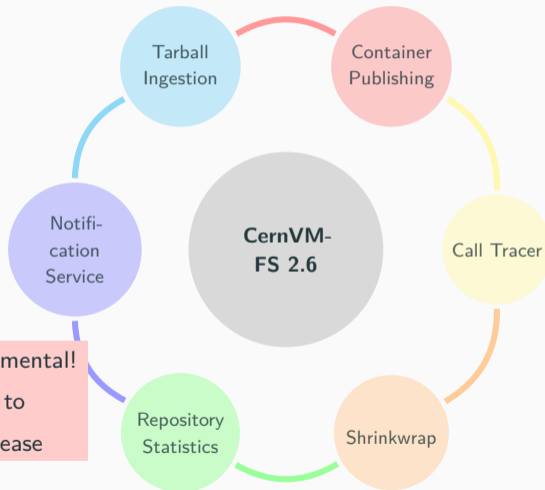 Tarball
Ingestion
Container
Publishing
Notifi-
cation
Service
CernVM-
FS 2.6
Call Tracer
mental!
to
ease
Repository
Statistics
Shrinkwrap